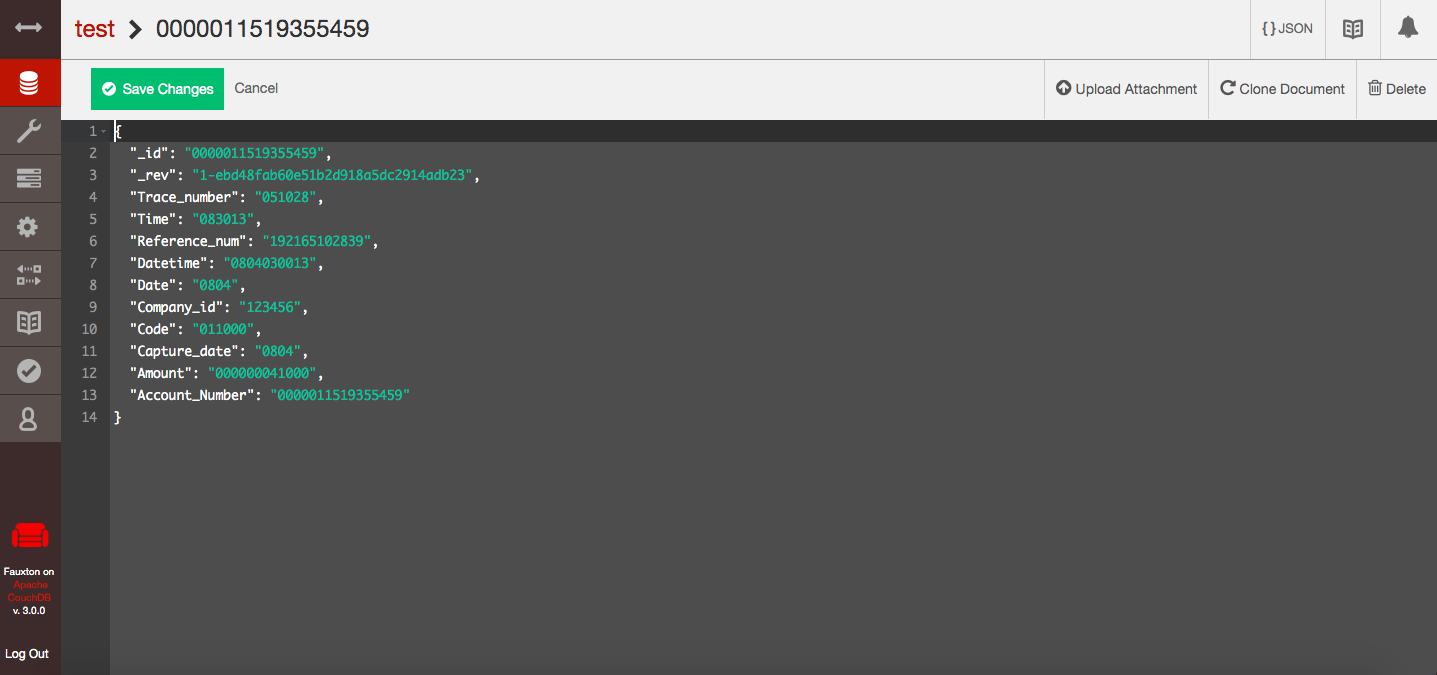 test 0000011519355459
{ } JSON
Save Changes Cancel
Upload Attachment Clone Document Delete
1 {
2 "_id": "0000011519355459",
3 "_rev": "1-ebd48fab60e51b2d918a5dc2914adb23",
4 "Trace_number": "051028",
5 "Time": "083013",
6 "Reference_num": "192165102839",
7 "Datetime": "0804030013",
8 "Date": "0804",
9 "Company_id": "123456",
10 "Code": "011000",
11 "Capture_date": "0804",
12 "Amount": "000000041000",
13 "Account_Number": "0000011519355459"
14 }
Fauxton on
Apache
CouchDB
v. 3.0.0
Log Out